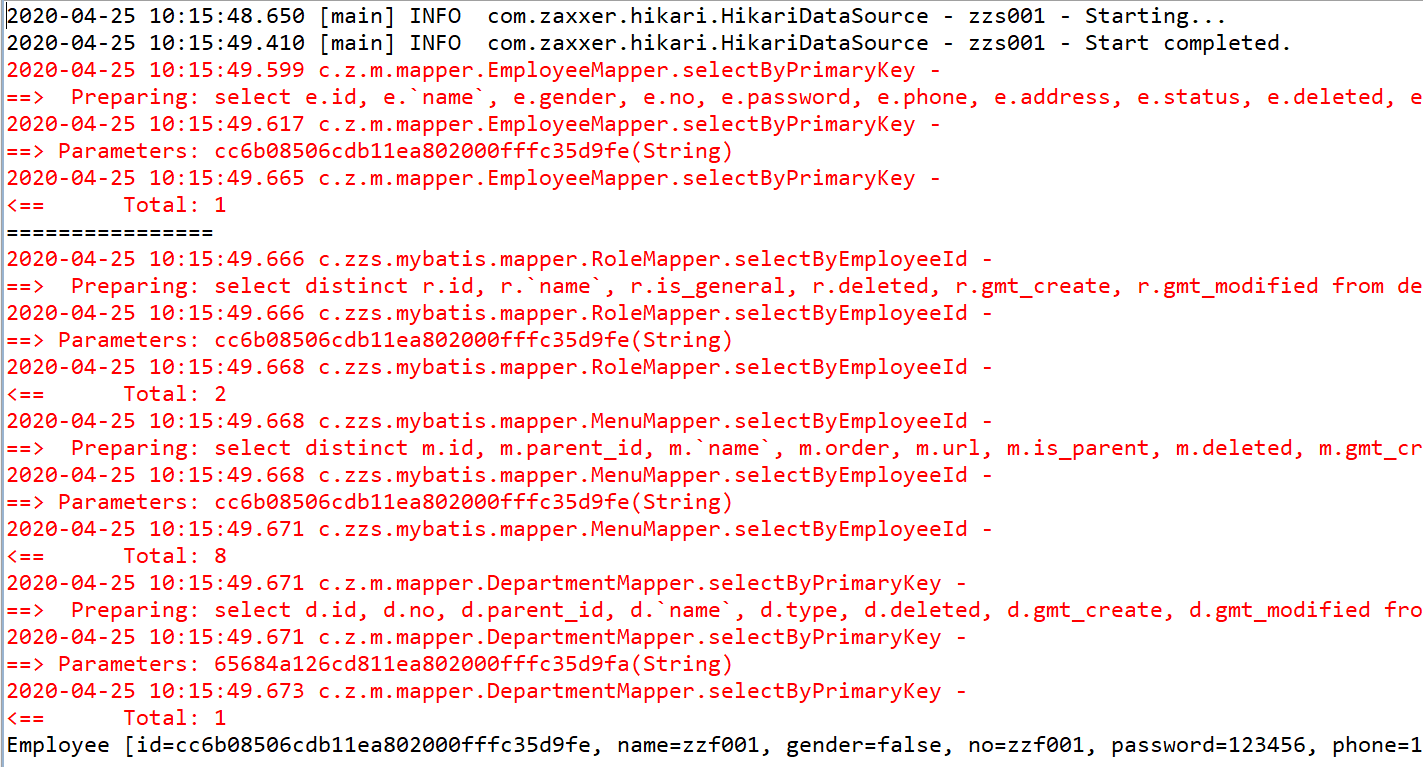 2020-04-25 10:15:48.650 [main] INFO  com.zaxxer.hikari.HikariDataSource - zzs001 - Starting...
2020-04-25 10:15:49.410 [main] INFO  com.zaxxer.hikari.HikariDataSource - zzs001 - Start completed.
2020-04-25 10:15:49.599 c.z.m.mapper.EmployeeMapper.selectByPrimaryKey -
==>  Preparing: select e.id, e.`name`, e.gender, e.no, e.password, e.phone, e.address, e.status, e.deleted, e
2020-04-25 10:15:49.617 c.z.m.mapper.EmployeeMapper.selectByPrimaryKey -
==> Parameters: cc6b08506cdb11ea802000fffc35d9fe(String)
2020-04-25 10:15:49.665 c.z.m.mapper.EmployeeMapper.selectByPrimaryKey -
<==      Total: 1
================
2020-04-25 10:15:49.666 c.zzs.mybatis.mapper.RoleMapper.selectByEmployeeId -
==>  Preparing: select distinct r.id, r.`name`, r.is_general, r.deleted, r.gmt_create, r.gmt_modified from de
2020-04-25 10:15:49.666 c.zzs.mybatis.mapper.RoleMapper.selectByEmployeeId -
==> Parameters: cc6b08506cdb11ea802000fffc35d9fe(String)
2020-04-25 10:15:49.668 c.zzs.mybatis.mapper.RoleMapper.selectByEmployeeId -
<==      Total: 2
2020-04-25 10:15:49.668 c.zzs.mybatis.mapper.MenuMapper.selectByEmployeeId -
==>  Preparing: select distinct m.id, m.parent_id, m.`name`, m.order, m.url, m.is_parent, m.deleted, m.gmt_cr
2020-04-25 10:15:49.668 c.zzs.mybatis.mapper.MenuMapper.selectByEmployeeId -
==> Parameters: cc6b08506cdb11ea802000fffc35d9fe(String)
2020-04-25 10:15:49.671 c.zzs.mybatis.mapper.MenuMapper.selectByEmployeeId -
<==      Total: 8
2020-04-25 10:15:49.671 c.z.m.mapper.DepartmentMapper.selectByPrimaryKey -
==>  Preparing: select d.id, d.no, d.parent_id, d.`name`, d.type, d.deleted, d.gmt_create, d.gmt_modified fro
2020-04-25 10:15:49.671 c.z.m.mapper.DepartmentMapper.selectByPrimaryKey -
==> Parameters: 65684a126cd811ea802000fffc35d9fa(String)
2020-04-25 10:15:49.673 c.z.m.mapper.DepartmentMapper.selectByPrimaryKey -
<==      Total: 1
Employee [id=cc6b08506cdb11ea802000fffc35d9fe, name=zzf001, gender=false, no=zzf001, password=123456, phone=1